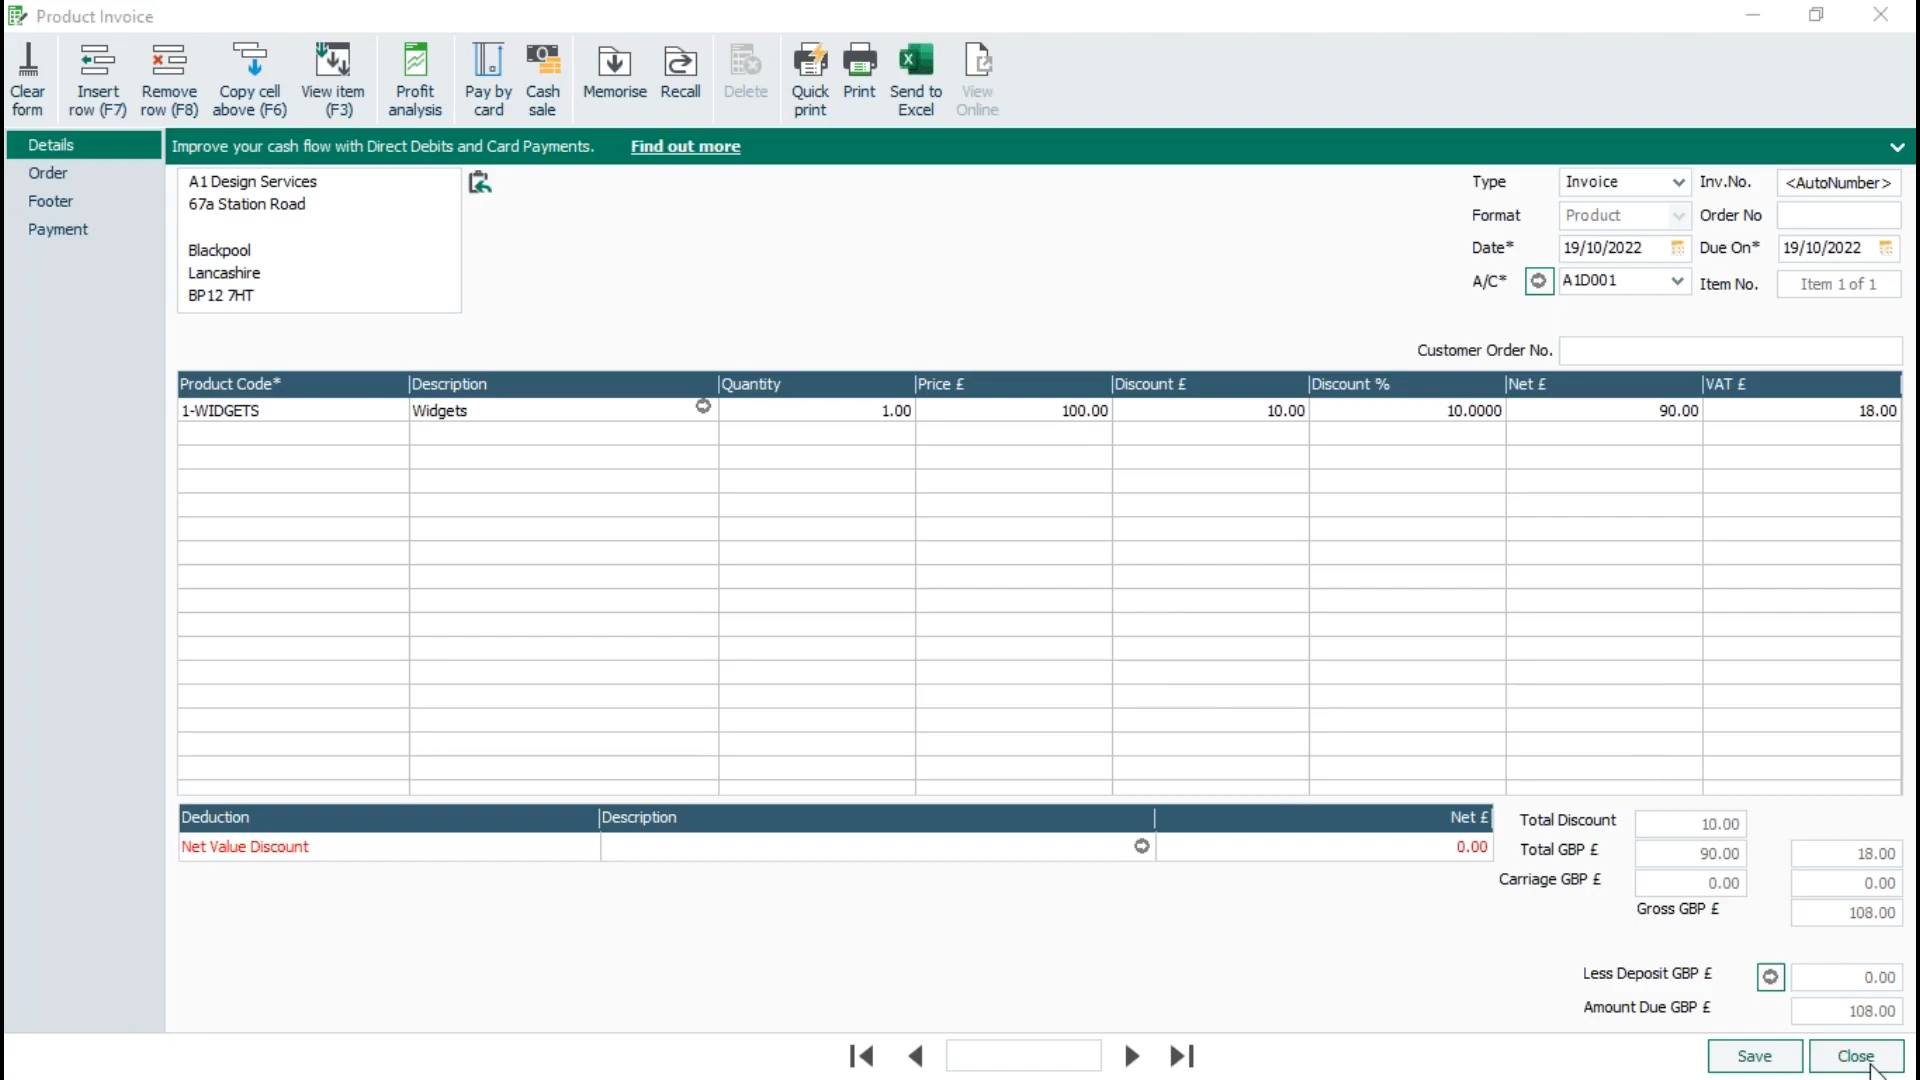 Product Invoice
Clear form
Insert row (F7)
Remove row (F8)
Copy cell above (F6)
View item (F3)
Profit analysis
Pay by card
Cash sale
Memorise
Recall
Delete
Quick print
Print
Send to Excel
View Online
Details
Order
Footer
Payment
Improve your cash flow with Direct Debits and Card Payments. Find out more
A1 Design Services
67a Station Road
Blackpool
Lancashire
BP12 7HT
Type Invoice Inv.No. <AutoNumber>
Format Product Order No
Date* 19/10/2022 Due On* 19/10/2022
A/C* A1D001 Item No. Item 1 of 1
Customer Order No.
Product Code* Description Quantity Price £ Discount £ Discount % Net £ VAT £
1-WIDGETS Widgets 1.00 100.00 10.00 10.0000 90.00 18.00
Deduction Description Net £
Net Value Discount 0.00
Total Discount 10.00
Total GBP £ 90.00 18.00
Carriage GBP £ 0.00 0.00
Gross GBP £ 108.00
Less Deposit GBP £ 0.00
Amount Due GBP £ 108.00
Save Close